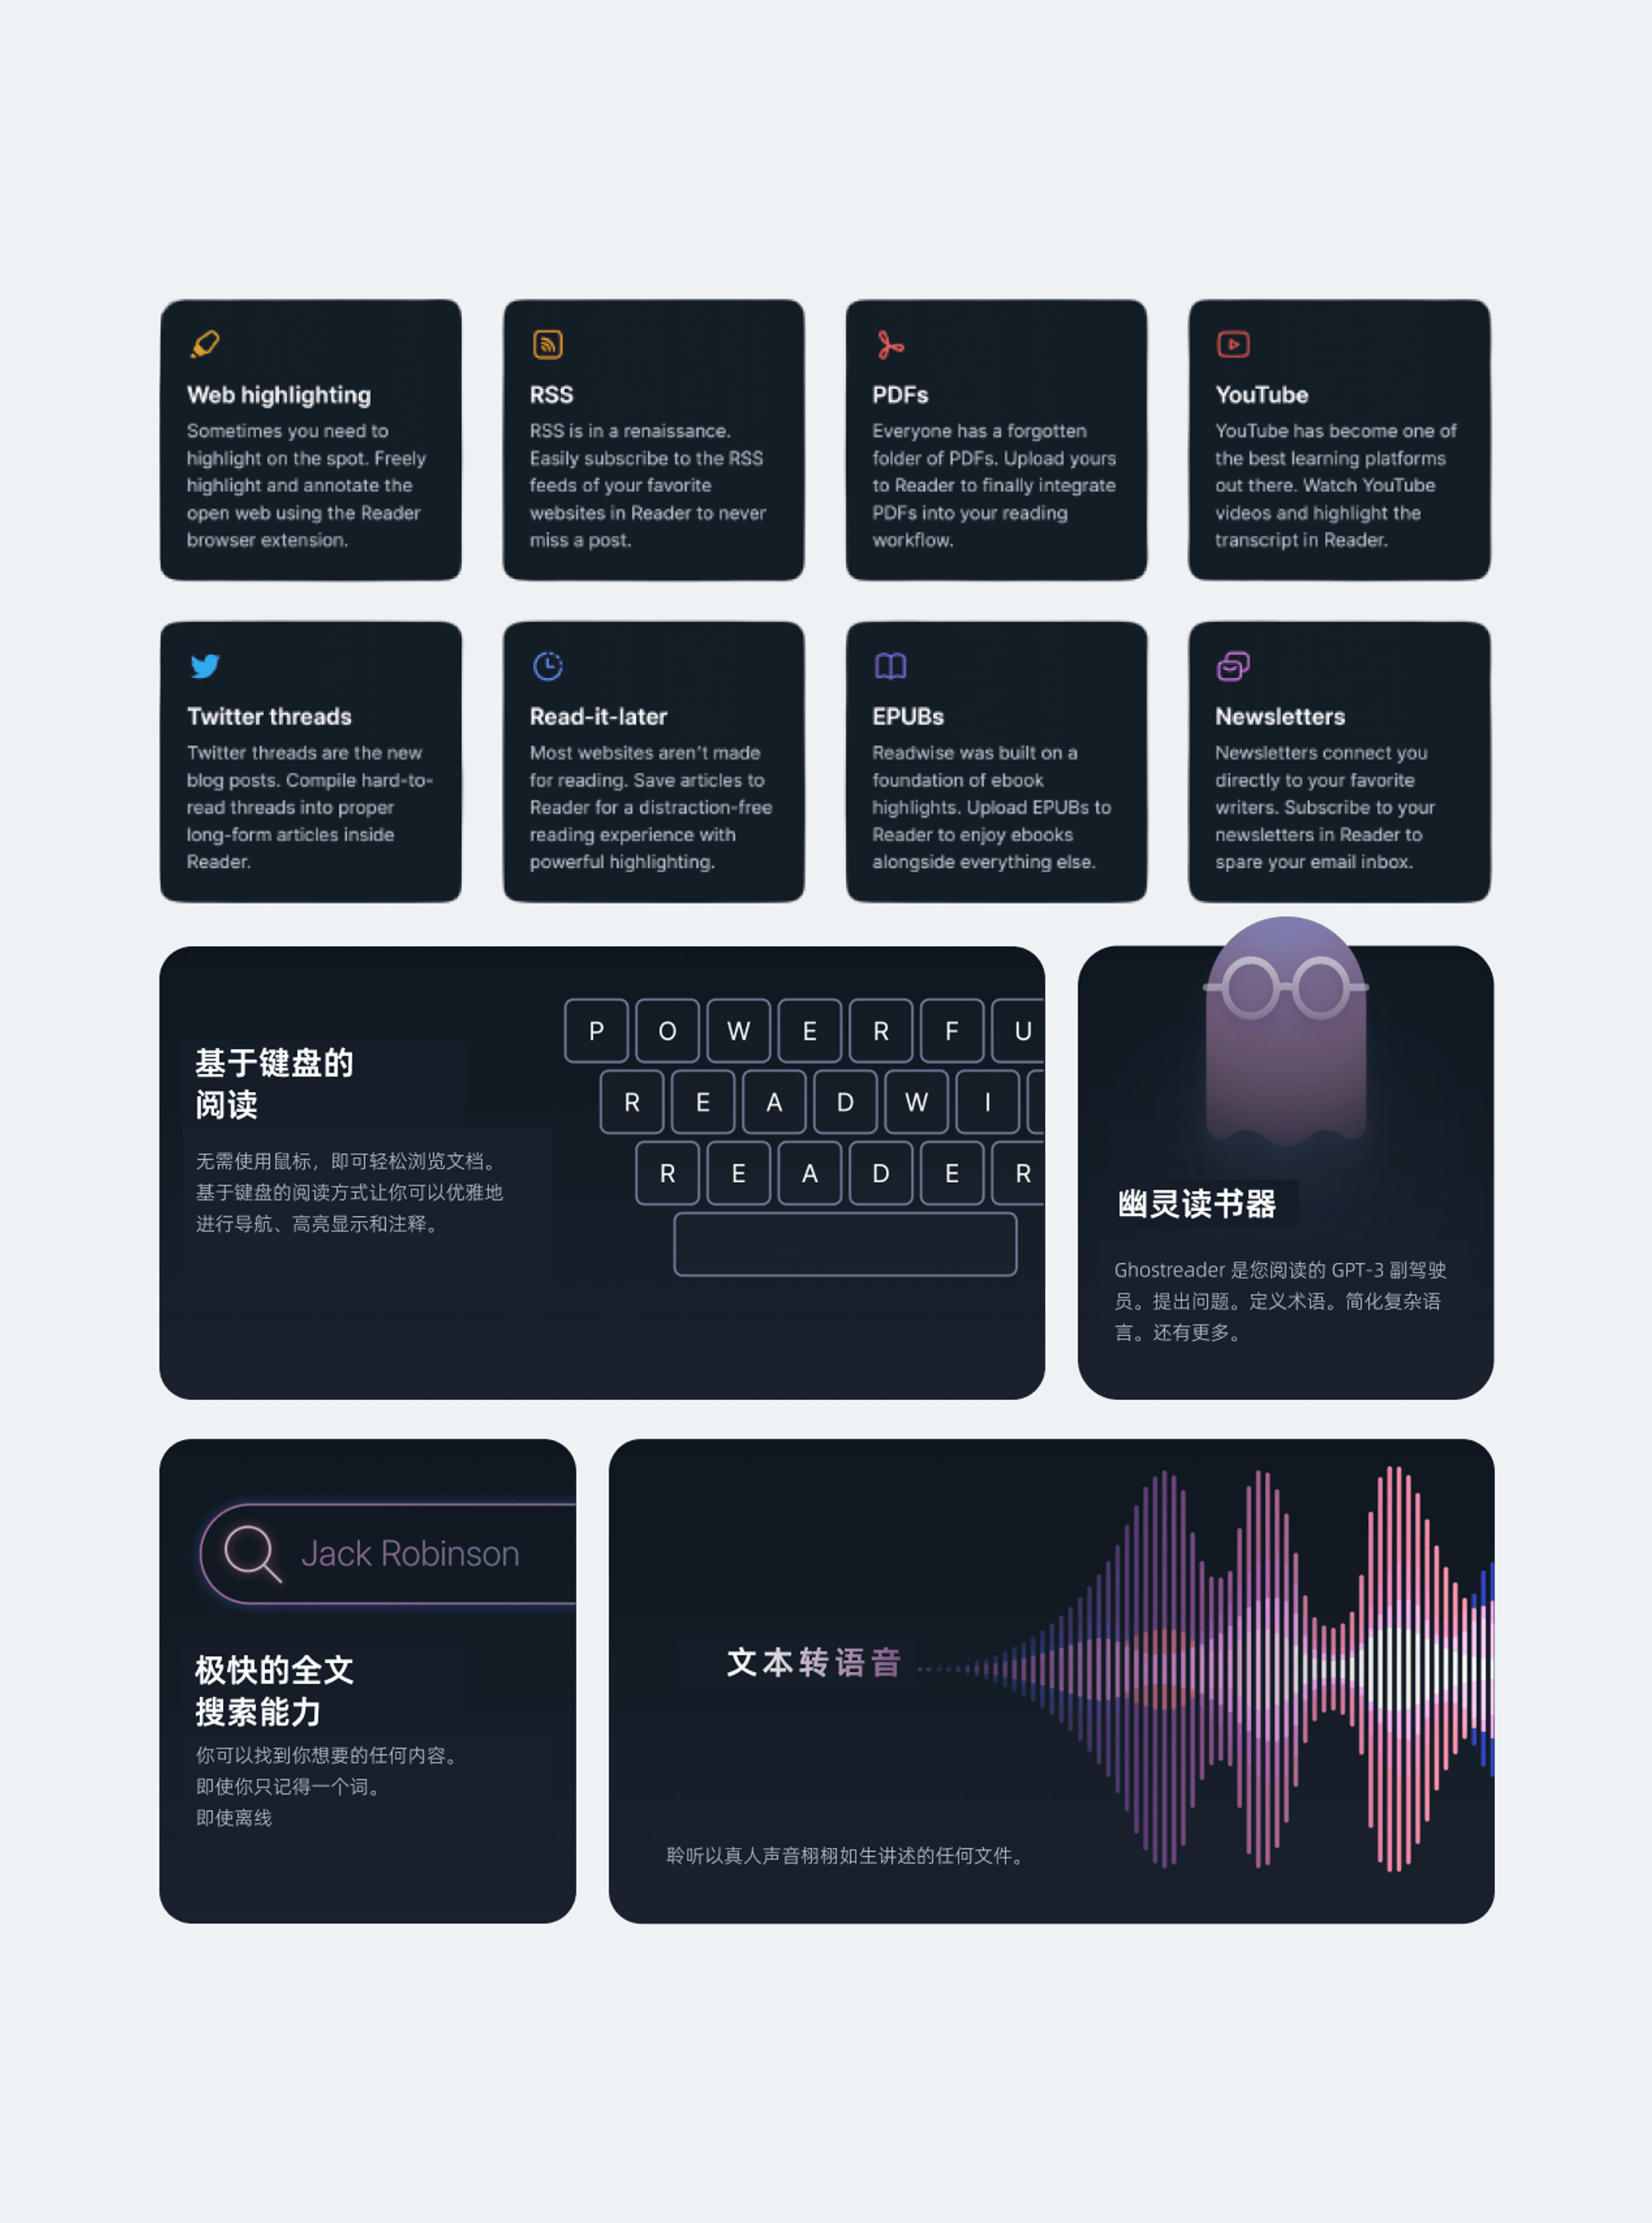 Web highlighting
Sometimes you need to
highlight on the spot. Freely
highlight and annotate the
open web using the Reader
browser extension.
RSS
RSS is in a renaissance.
Easily subscribe to the RSS
feeds of your favorite
websites in Reader to never
miss a post.
PDFs
Everyone has a forgotten
folder of PDFs. Upload yours
to Reader to finally integrate
PDFs into your reading
workflow.
YouTube
YouTube has become one of
the best learning platforms
out there. Watch YouTube
videos and highlight the
transcript in Reader.
Twitter threads
Twitter threads are the new
blog posts. Compile hard-to-
read threads into proper
long-form articles inside
Reader.
Read-it-later
Most websites aren't made
for reading. Save articles to
Reader for a distraction-free
reading experience with
powerful highlighting.
EPUBs
Readwise was built on a
foundation of ebook
highlights. Upload EPUBs to
Reader to enjoy ebooks
alongside everything else.
Newsletters
Newsletters connect you
directly to your favorite
writers. Subscribe to your
newsletters in Reader to
spare your email inbox.
基于键盘的
阅读
无需使用鼠标，即可轻松浏览文档。
基于键盘的阅读方式让你可以优雅地
进行导航、高亮显示和注释。
P O W E R F U
R E A D W I
R E A D E R
幽灵读书器
Ghostreader 是您阅读的 GPT-3 副驾驶
员。提出问题。定义术语。简化复杂语
言。还有更多。
Jack Robinson
极快的全文
搜索能力
你可以找到你想要的任何内容。
即使你只记得一个词。
即使离线
文本转语音
聆听以真人声音栩栩如生讲述的任何文件。